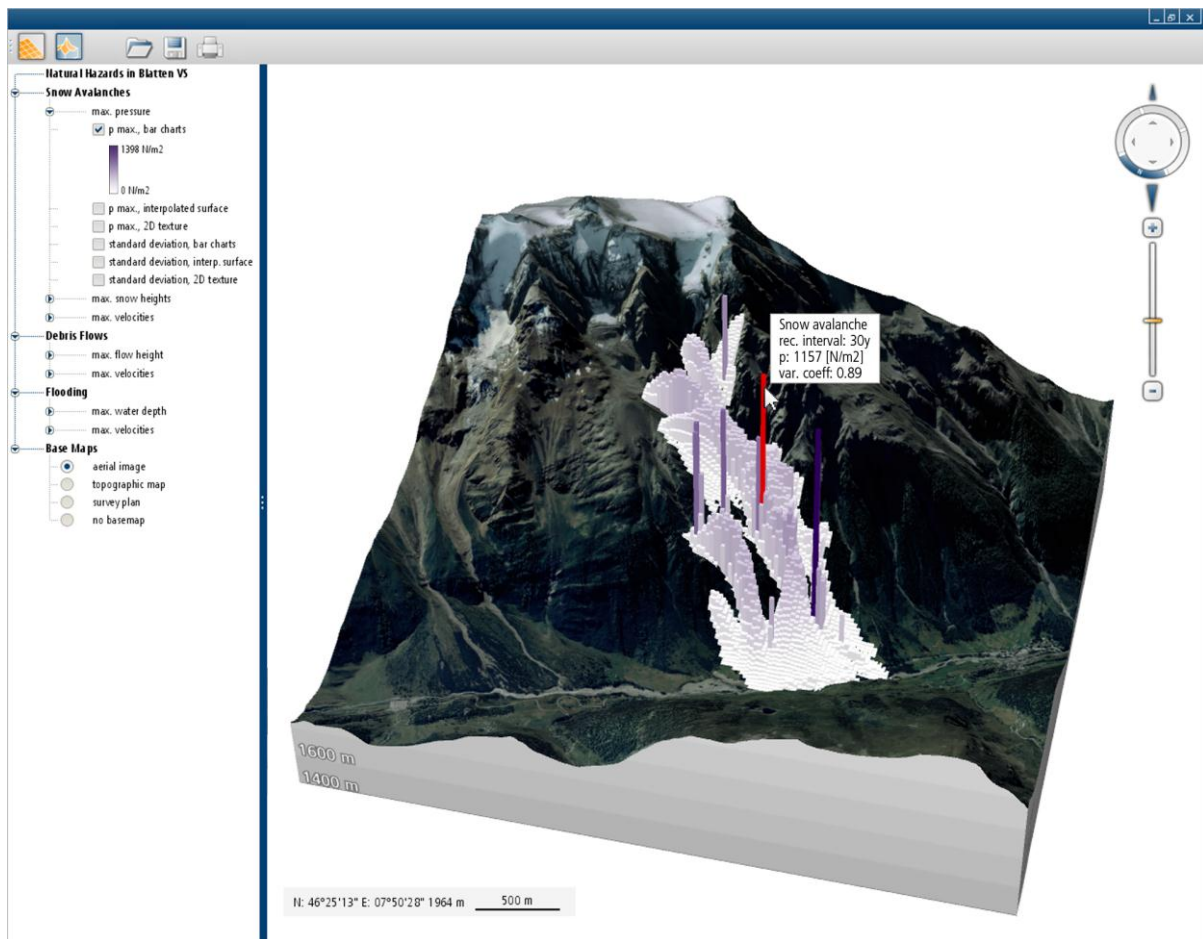 Natural Hazards in Blatten VS
Snow Avalanches
max. pressure
p max., bar charts
1398 N/m2
0 N/m2
p max., interpolated surface
p max., 2D texture
standard deviation, bar charts
standard deviation, interp. surface
standard deviation, 2D texture
max. snow heights
max. velocities
Debris Flows
max. flow height
max. velocities
Flooding
max. water depth
max. velocities
Base Maps
aerial image
topographic map
survey plan
no basemap
Snow avalanche
rec. interval: 30y
p: 1157 [N/m2]
var. coeff: 0.89
1600 m
1400 m
N: 46°25'13" E: 07°50'28" 1964 m
500 m
N